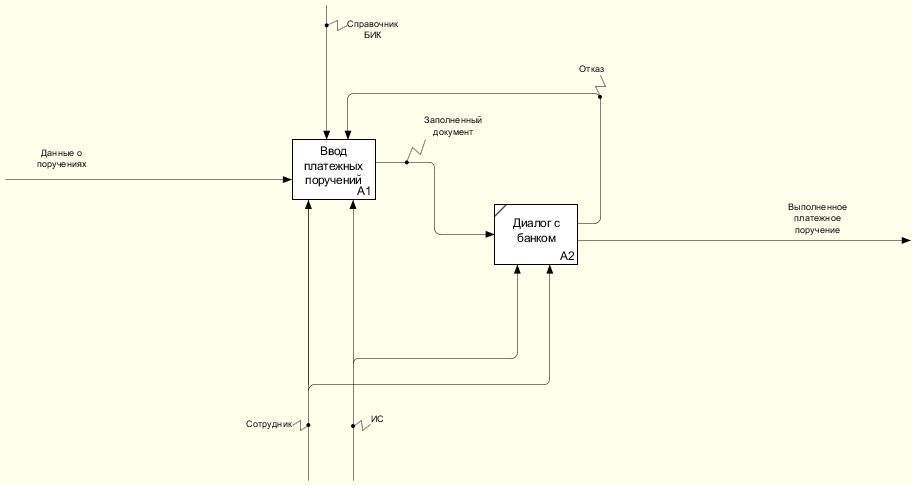 Справочник
БИК
Отказ
Заполненный
документ
Данные о
поручениях
Ввод
платежных
поручений
A1
Выполненное
платежное
поручение
Диалог с
банком
A2
Сотрудник
ИС